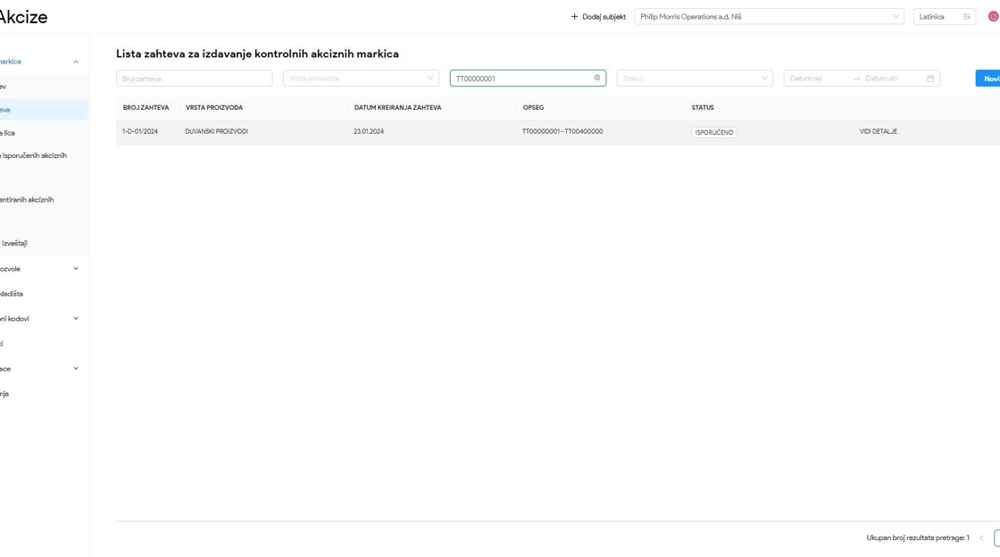 Akcize
Dodaj subjekt
Philip Morris Operations a.d. Niš
Latinica
markice
ev
eva
a lica
isporučenih akciznih
entiranih akciznih
izveštaji
ozvole
kladišta
ni kodovi
ci
ace
nja
Lista zahteva za izdavanje kontrolnih akciznih markica
Broj zahteva
Vrsta proizvoda
TT00000001
Status
Datum od
Datum do
Novi
BROJ ZAHTEVA VRSTA PROIZVODA DATUM KREIRANJA ZAHTEVA OPSEG STATUS
1-D-01/2024 DUVANSKI PROIZVODI 23.01.2024 TT00000001 - TT00400000 ISPORUČENO VIDI DETALJE
Ukupan broj rezultata pretrage: 1